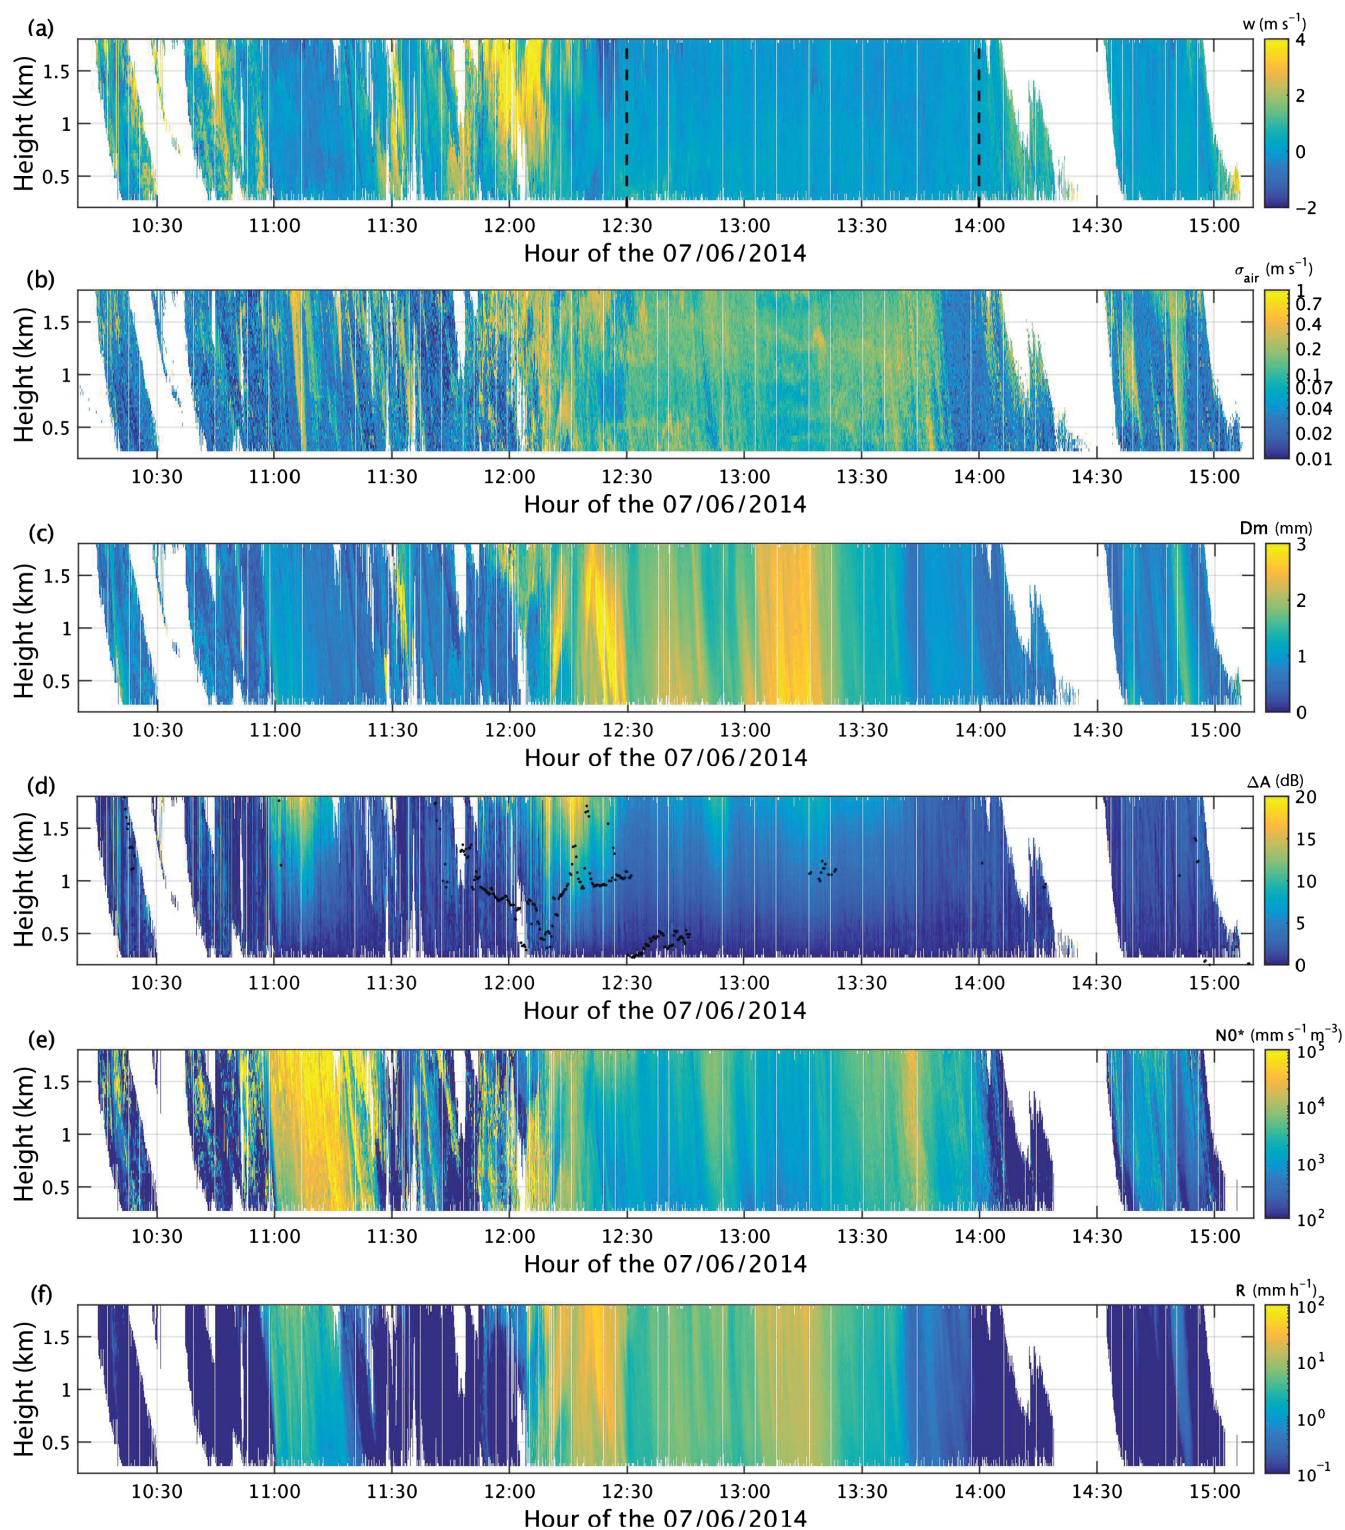 (a) w (m s⁻¹)
Height (km)
1.5
1
0.5
4
2
0
−2
10:30 11:00 11:30 12:00 12:30 13:00 13:30 14:00 14:30 15:00
Hour of the 07/06/2014
(b) σair (m s⁻¹)
Height (km)
1.5
1
0.5
1
0.7
0.4
0.2
0.1
0.07
0.04
0.02
0.01
10:30 11:00 11:30 12:00 12:30 13:00 13:30 14:00 14:30 15:00
Hour of the 07/06/2014
(c) Dm (mm)
Height (km)
1.5
1
0.5
3
2
1
0
10:30 11:00 11:30 12:00 12:30 13:00 13:30 14:00 14:30 15:00
Hour of the 07/06/2014
(d) ΔA (dB)
Height (km)
1.5
1
0.5
20
15
10
5
0
10:30 11:00 11:30 12:00 12:30 13:00 13:30 14:00 14:30 15:00
Hour of the 07/06/2014
(e) N0* (mm s⁻¹ m⁻³)
Height (km)
1.5
1
0.5
10⁵
10⁴
10³
10²
10:30 11:00 11:30 12:00 12:30 13:00 13:30 14:00 14:30 15:00
Hour of the 07/06/2014
(f) R (mm h⁻¹)
Height (km)
1.5
1
0.5
10²
10¹
10⁰
10⁻¹
10:30 11:00 11:30 12:00 12:30 13:00 13:30 14:00 14:30 15:00
Hour of the 07/06/2014